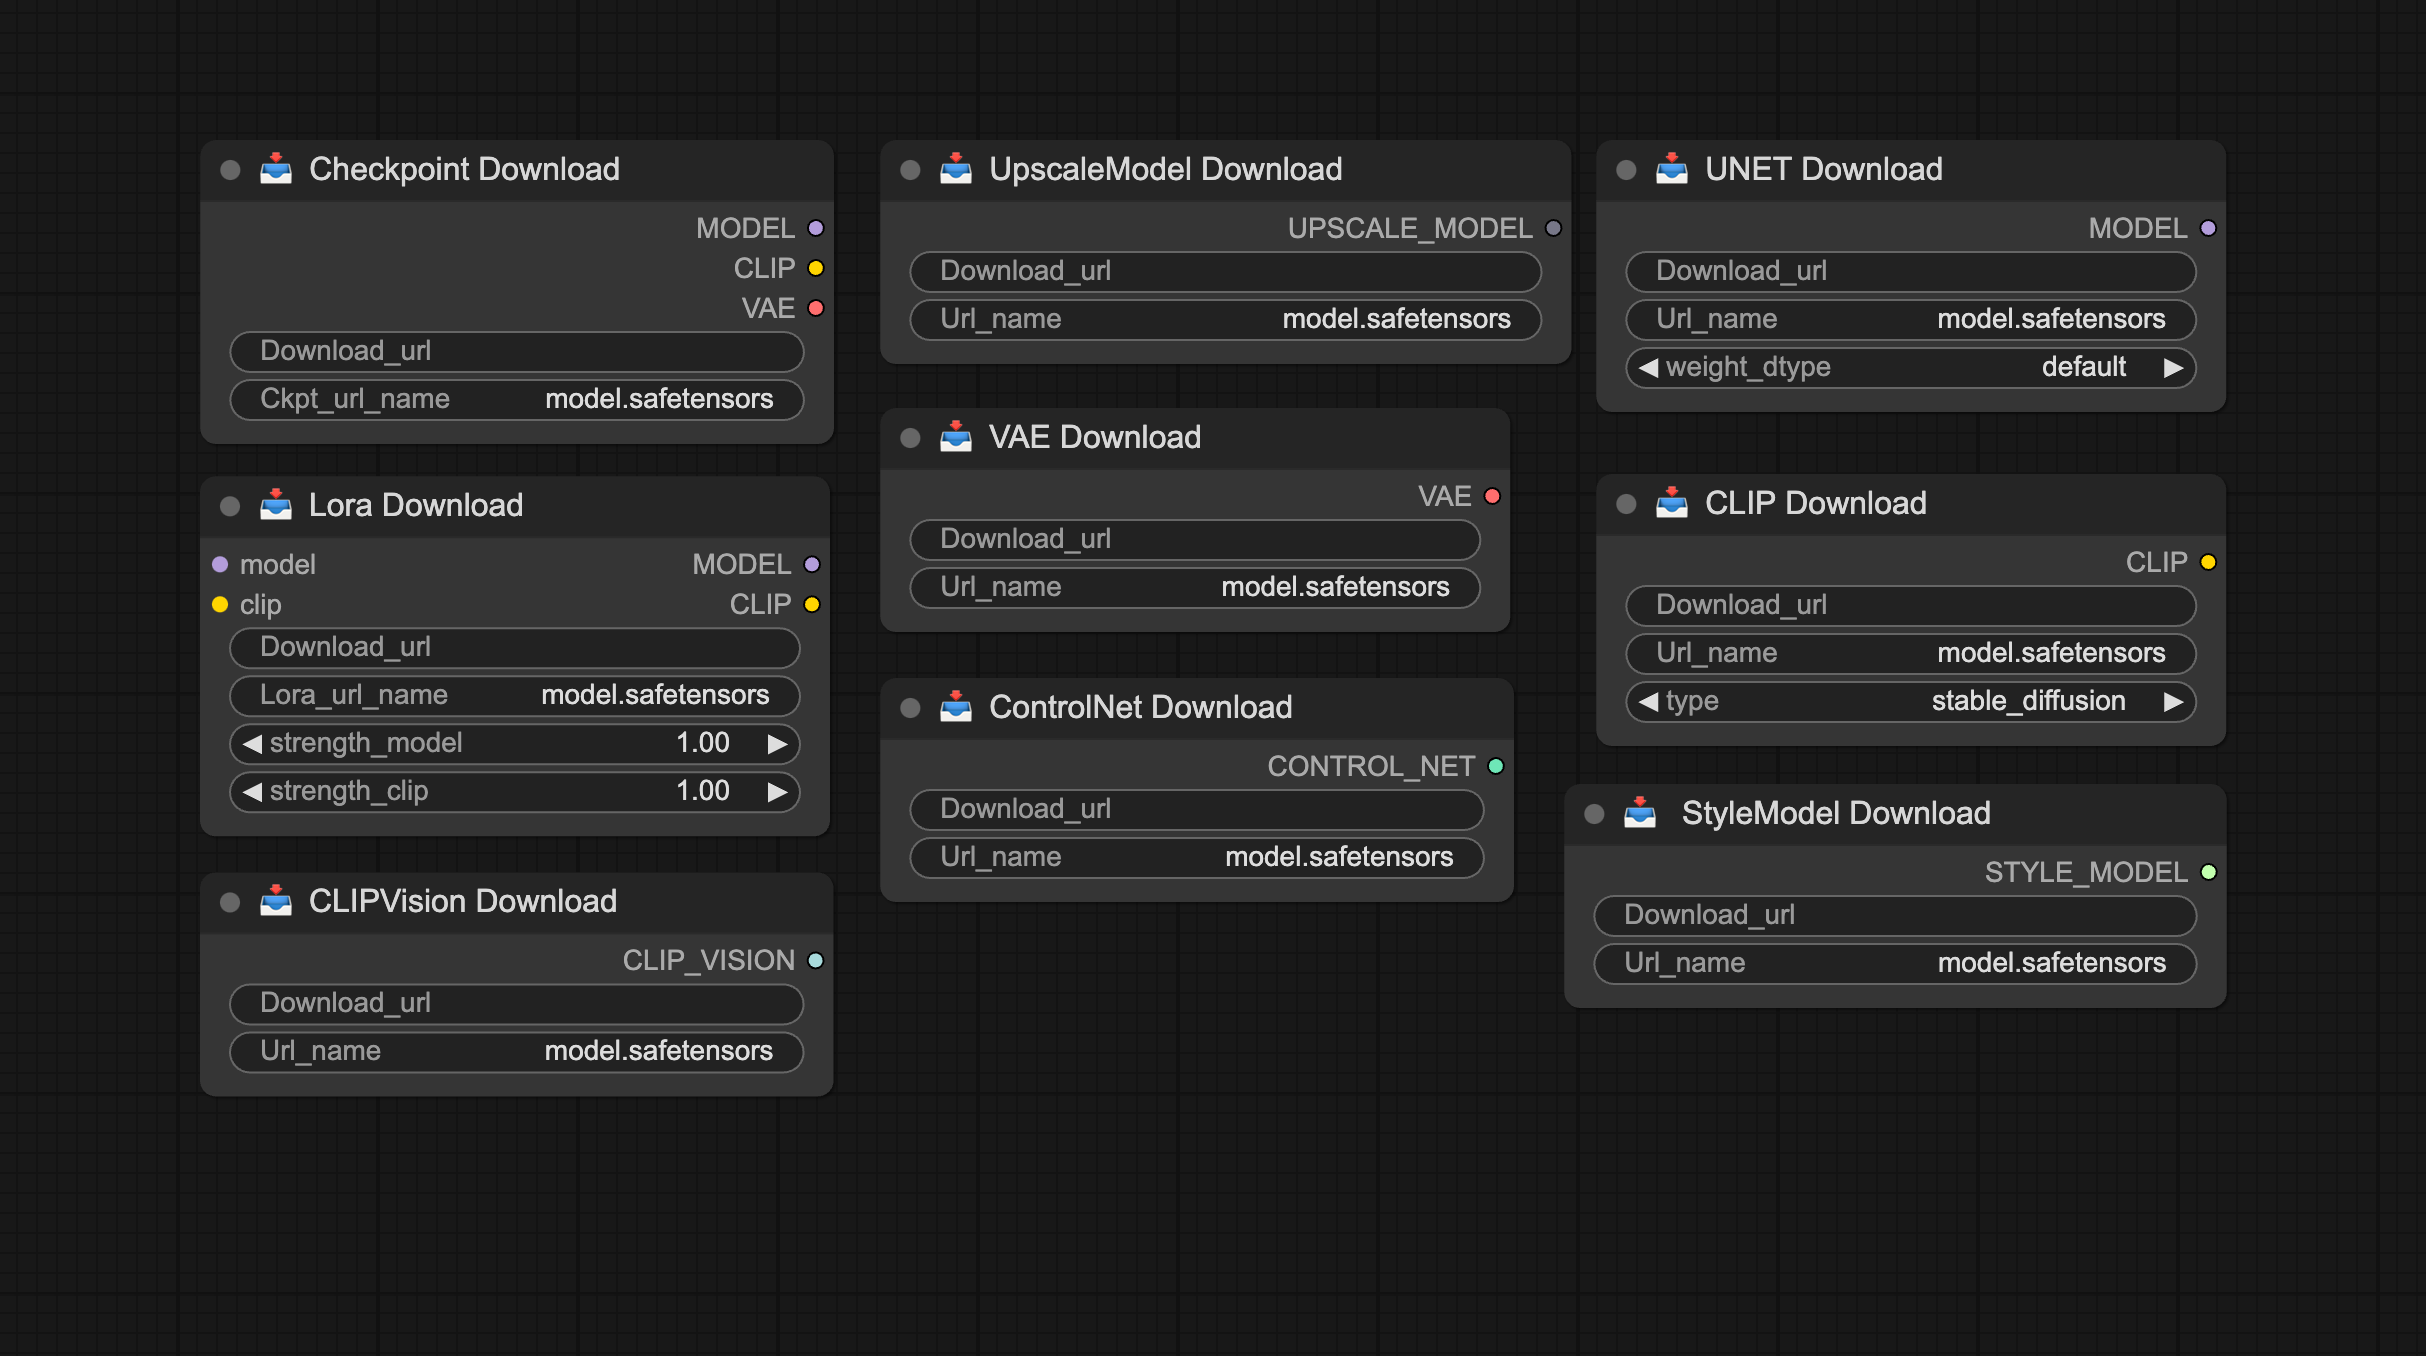 Checkpoint Download
MODEL
CLIP
VAE
Download_url
Ckpt_url_name model.safetensors
Lora Download
model MODEL
clip CLIP
Download_url
Lora_url_name model.safetensors
strength_model 1.00
strength_clip 1.00
CLIPVision Download
CLIP_VISION
Download_url
Url_name model.safetensors
UpscaleModel Download
UPSCALE_MODEL
Download_url
Url_name model.safetensors
VAE Download
VAE
Download_url
Url_name model.safetensors
ControlNet Download
CONTROL_NET
Download_url
Url_name model.safetensors
UNET Download
MODEL
Download_url
Url_name model.safetensors
weight_dtype default
CLIP Download
CLIP
Download_url
Url_name model.safetensors
type stable_diffusion
StyleModel Download
STYLE_MODEL
Download_url
Url_name model.safetensors